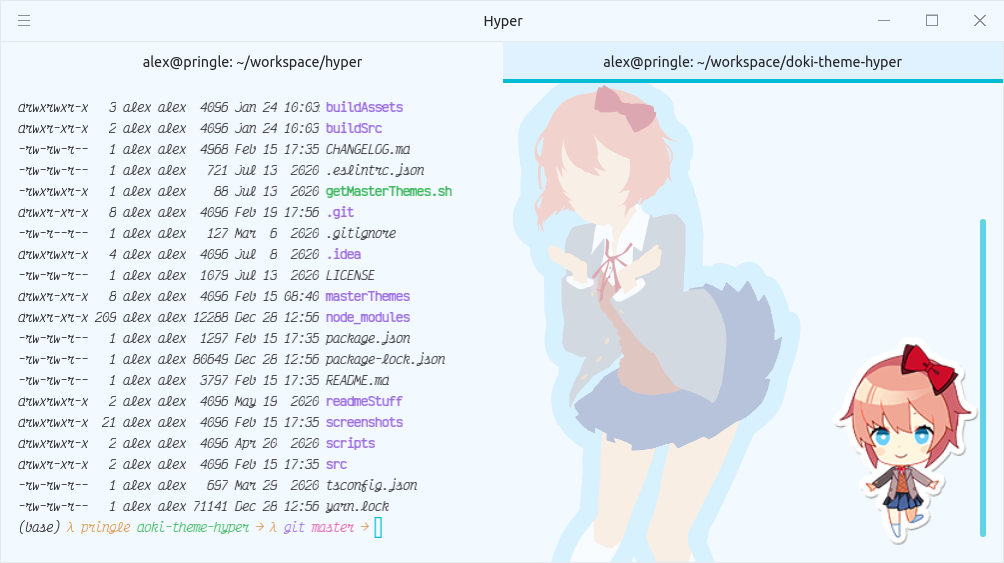 Hyper
alex@pringle: ~/workspace/hyper
alex@pringle: ~/workspace/doki-theme-hyper
drwxrwxr-x 3 alex alex 4096 Jan 24 10:03 buildAssets
drwxr-xr-x 2 alex alex 4096 Jan 24 10:03 buildSrc
-rw-rw-r-- 1 alex alex 4968 Feb 15 17:35 CHANGELOG.md
-rw-rw-r-- 1 alex alex 721 Jul 13 2020 .eslintrc.json
-rwxrwxr-x 1 alex alex 88 Jul 13 2020 getMasterThemes.sh
drwxr-xr-x 8 alex alex 4096 Feb 19 17:56 .git
-rw-r--r-- 1 alex alex 127 Mar 6 2020 .gitignore
drwxrwxr-x 4 alex alex 4096 Jul 8 2020 .idea
-rw-rw-r-- 1 alex alex 1079 Jul 13 2020 LICENSE
drwxr-xr-x 8 alex alex 4096 Feb 15 08:40 masterThemes
drwxrwxr-x 209 alex alex 12288 Dec 28 12:56 node_modules
-rw-rw-r-- 1 alex alex 1297 Feb 15 17:35 package.json
-rw-rw-r-- 1 alex alex 80649 Dec 28 12:56 package-lock.json
-rw-rw-r-- 1 alex alex 3797 Feb 15 17:35 README.md
drwxrwxr-x 2 alex alex 4096 May 19 2020 readmeStuff
drwxrwxr-x 21 alex alex 4096 Feb 15 17:35 screenshots
drwxrwxr-x 2 alex alex 4096 Apr 20 2020 scripts
drwxr-xr-x 2 alex alex 4096 Feb 15 17:35 src
-rw-rw-r-- 1 alex alex 697 Mar 29 2020 tsconfig.json
-rw-rw-r-- 1 alex alex 71141 Dec 28 12:56 yarn.lock
(base) λ pringle doki-theme-hyper → λ git master →